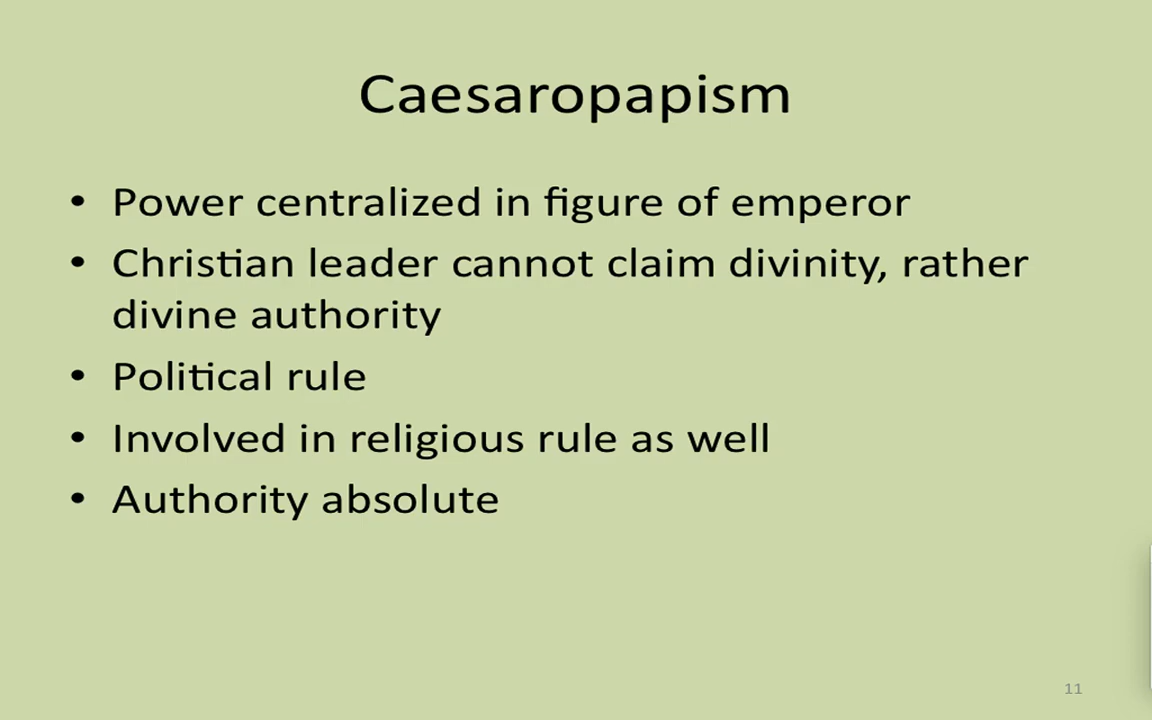 Caesaropapism
• Power centralized in figure of emperor
• Christian leader cannot claim divinity, rather
divine authority
• Political rule
• Involved in religious rule as well
• Authority absolute
11